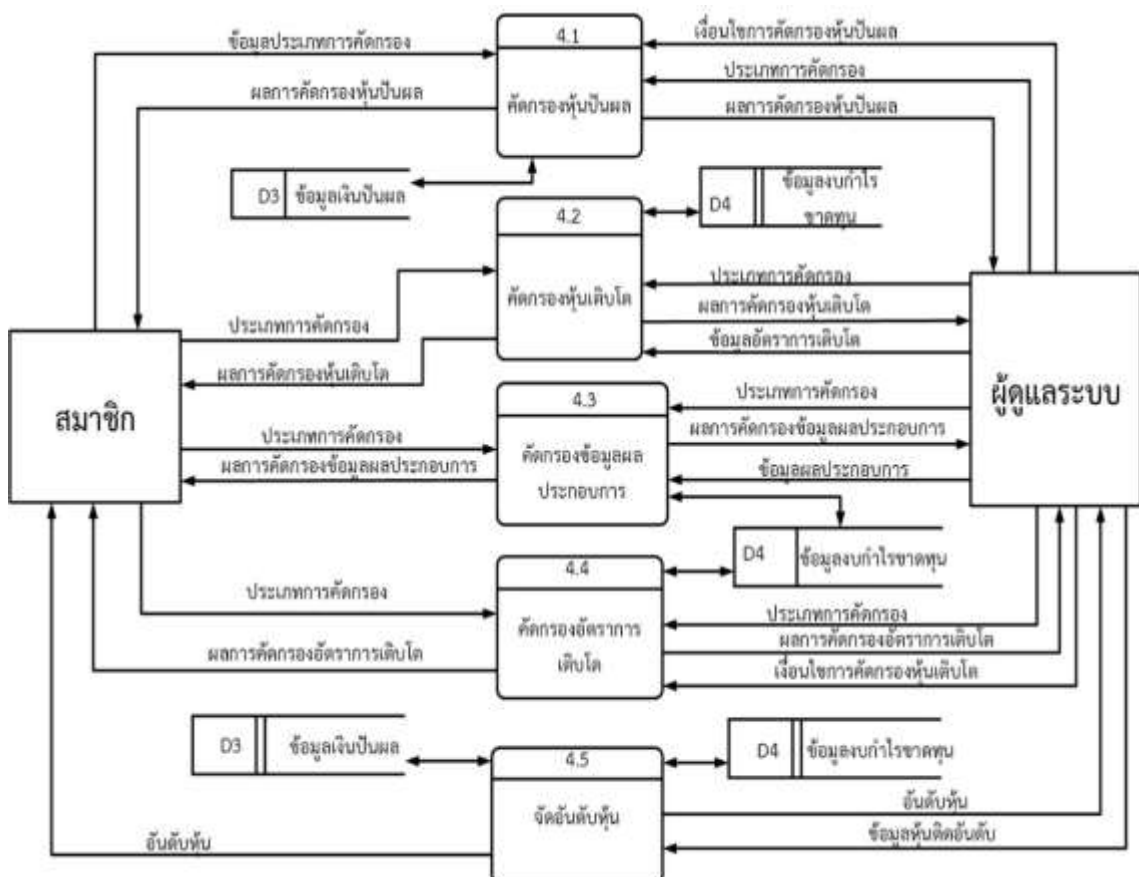 4.1
ข้อมูลประเภทการคัดกรอง
เงื่อนไขการคัดกรองหุ้นปันผล
ประเภทการคัดกรอง
ผลการคัดกรองหุ้นปันผล
คัดกรองหุ้นปันผล
ผลการคัดกรองหุ้นปันผล
D3
ข้อมูลเงินปันผล
4.2
D4
ข้อมูลงบกำไร
ขาดทุน
คัดกรองหุ้นเติบโต
ประเภทการคัดกรอง
ผลการคัดกรองหุ้นเติบโต
ประเภทการคัดกรอง
ข้อมูลอัตราการเติบโต
ผลการคัดกรองหุ้นเติบโต
สมาชิก
ผู้ดูแลระบบ
4.3
ประเภทการคัดกรอง
ประเภทการคัดกรอง
ผลการคัดกรองข้อมูลผลประกอบการ
คัดกรองข้อมูลผล
ประกอบการ
ผลการคัดกรองข้อมูลผลประกอบการ
ข้อมูลผลประกอบการ
D4
ข้อมูลงบกำไรขาดทุน
4.4
ประเภทการคัดกรอง
ประเภทการคัดกรอง
คัดกรองอัตราการ
เติบโต
ผลการคัดกรองอัตราการเติบโต
ผลการคัดกรองอัตราการเติบโต
เงื่อนไขการคัดกรองหุ้นเติบโต
D3
ข้อมูลเงินปันผล
4.5
D4
ข้อมูลงบกำไรขาดทุน
จัดอันดับหุ้น
อันดับหุ้น
อันดับหุ้น
ข้อมูลหุ้นติดอันดับ